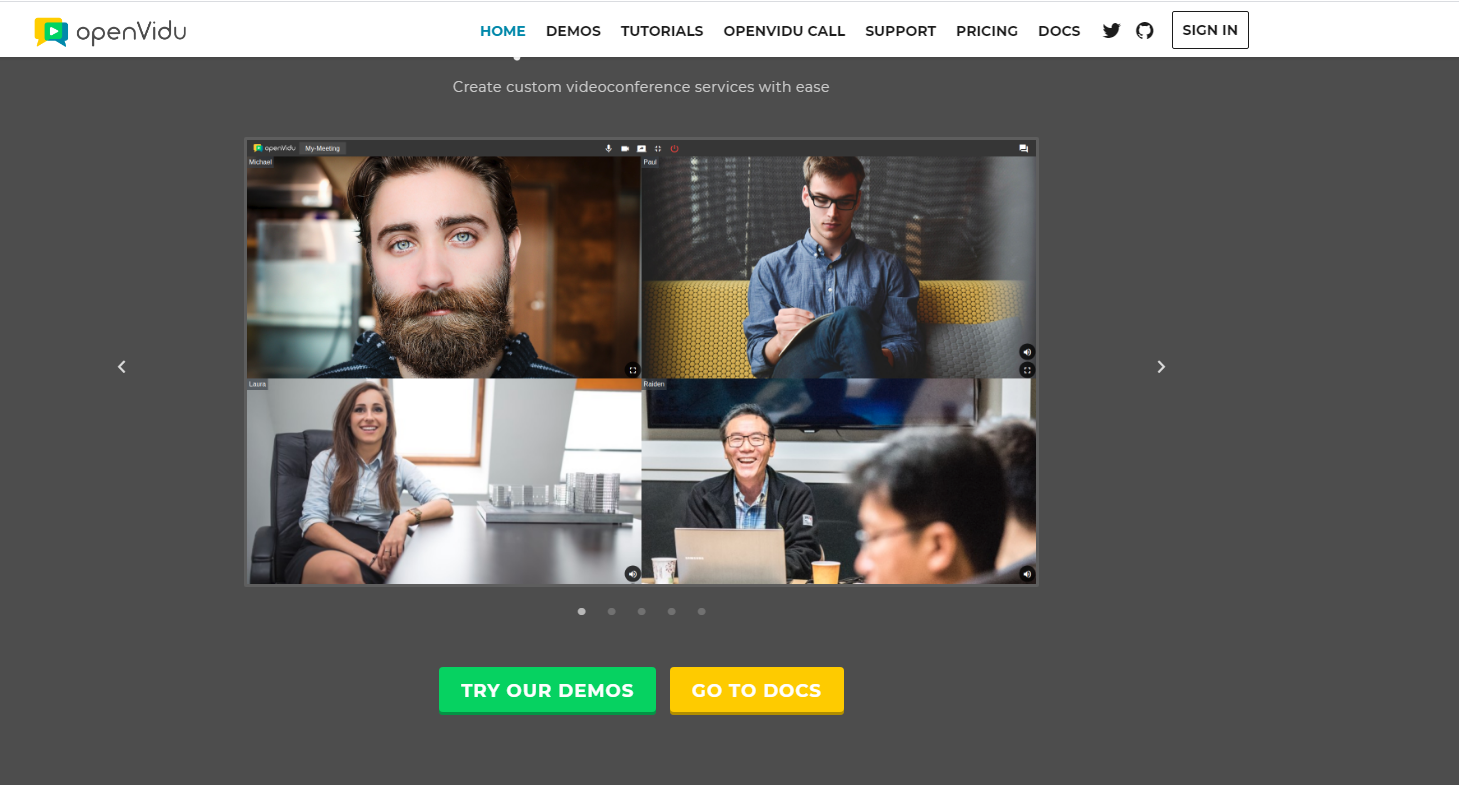 openVidu
HOME DEMOS TUTORIALS OPENVIDU CALL SUPPORT PRICING DOCS SIGN IN
Create custom videoconference services with ease
openVidu My-Meeting
Michael
Paul
Laura
Raiden
TRY OUR DEMOS GO TO DOCS